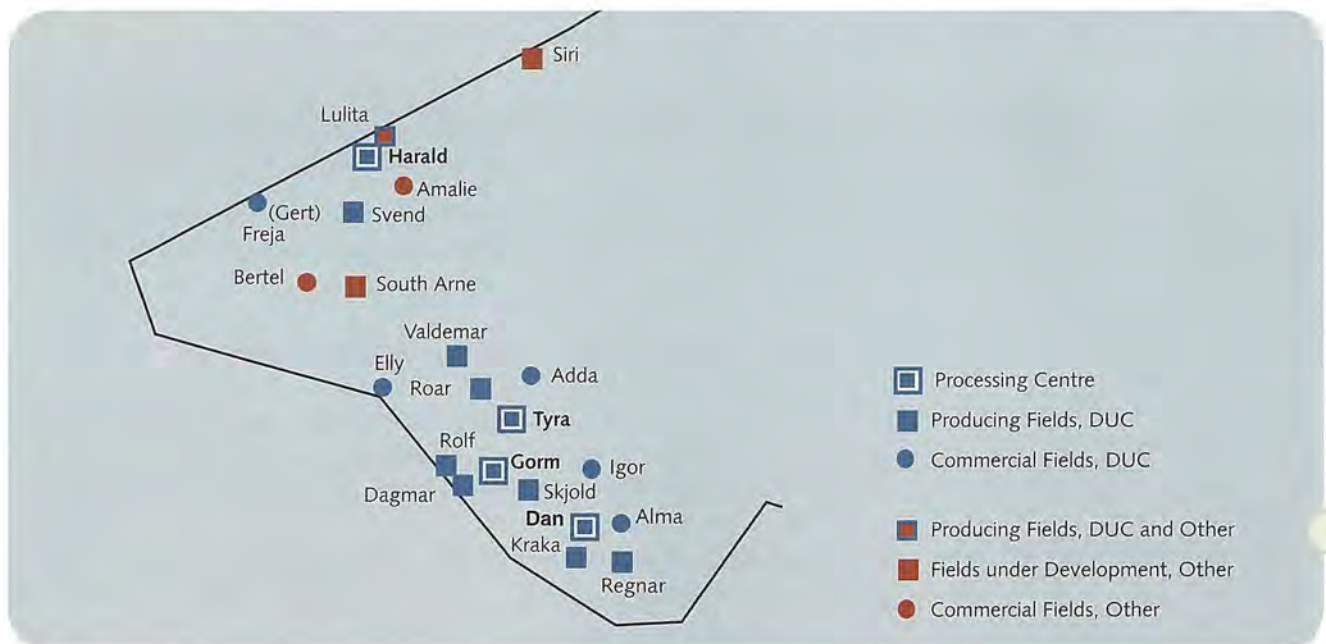 Siri
Lulita
Harald
Amalie
(Gert)
Svend
Freja
Bertel
South Arne
Valdemar
Elly
Adda
Roar
Tyra
Rolf
Gorm
Igor
Dagmar
Skjold
Dan
Alma
Kraka
Regnar
Processing Centre
Producing Fields, DUC
Commercial Fields, DUC
Producing Fields, DUC and Other
Fields under Development, Other
Commercial Fields, Other